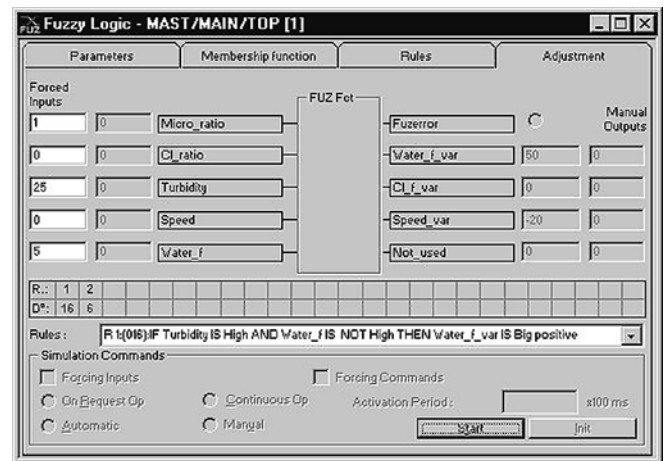 FUZ Fuzzy Logic - MAST/MAIN/TOP [1]
Parameters Membership function Rules Adjustment
Forced Inputs
FUZ Fct
Manual Outputs
1 0 Micro_ratio Fuzerror
0 0 Cl_ratio Water_f_var 50 0
25 0 Turbidity Cl_f_var 0 0
0 0 Speed Speed_var -20 0
5 0 Water_f Not_used 0 0
R.: 1 2
D°: 16 6
Rules : R 1:(016):IF Turbidity IS High AND Water_f IS NOT High THEN Water_f_var IS Big positive
Simulation Commands
Forcing Inputs Forcing Commands
On Request Op Continuous Op Activation Period : x100 ms
Automatic Manual Start Init